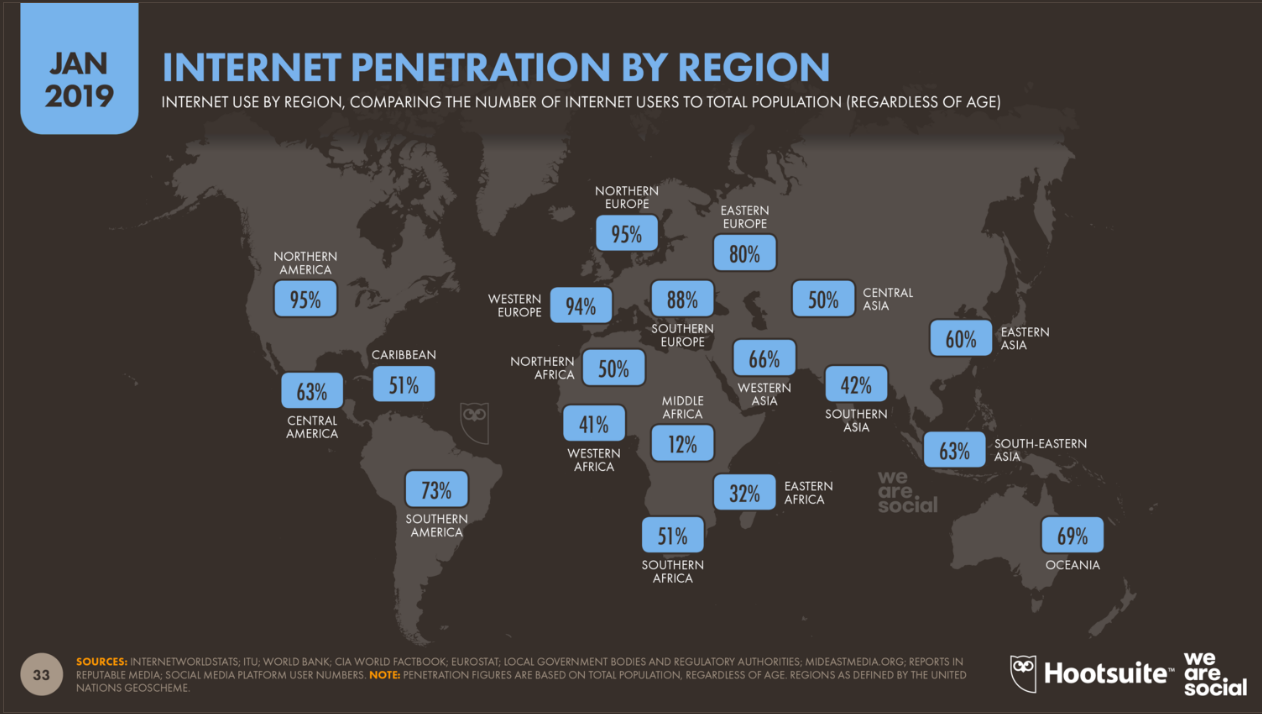 JAN
2019
INTERNET PENETRATION BY REGION
INTERNET USE BY REGION, COMPARING THE NUMBER OF INTERNET USERS TO TOTAL POPULATION (REGARDLESS OF AGE)
NORTHERN
EUROPE
95%
EASTERN
EUROPE
80%
NORTHERN
AMERICA
95%
WESTERN
EUROPE
94%
88%
SOUTHERN
EUROPE
50%
CENTRAL
ASIA
60%
EASTERN
ASIA
CARIBBEAN
51%
NORTHERN
AFRICA
50%
66%
WESTERN
ASIA
63%
CENTRAL
AMERICA
42%
SOUTHERN
ASIA
41%
WESTERN
AFRICA
MIDDLE
AFRICA
12%
63%
SOUTH-EASTERN
ASIA
73%
SOUTHERN
AMERICA
32%
EASTERN
AFRICA
we
are
social
51%
SOUTHERN
AFRICA
69%
OCEANIA
33
SOURCES: INTERNETWORLDSTATS; ITU; WORLD BANK; CIA WORLD FACTBOOK; EUROSTAT; LOCAL GOVERNMENT BODIES AND REGULATORY AUTHORITIES; MIDEASTMEDIA.ORG; REPORTS IN
REPUTABLE MEDIA; SOCIAL MEDIA PLATFORM USER NUMBERS. NOTE: PENETRATION FIGURES ARE BASED ON TOTAL POPULATION, REGARDLESS OF AGE. REGIONS AS DEFINED BY THE UNITED
NATIONS GEOSCHEME.
Hootsuite™
we
are
social